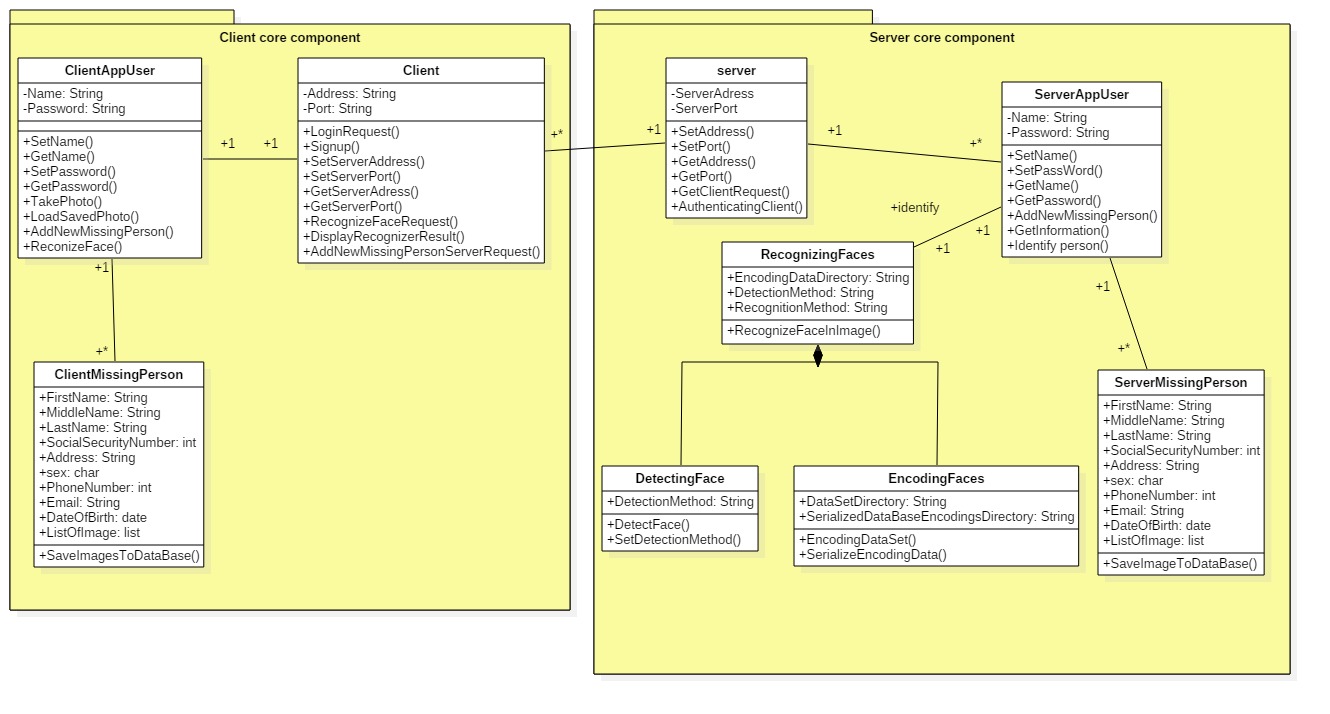 Client core component
ClientAppUser
-Name: String
-Password: String
+SetName()
+GetName()
+SetPassword()
+GetPassword()
+TakePhoto()
+LoadSavedPhoto()
+AddNewMissingPerson()
+ReconizeFace()
+1
+1
Client
-Address: String
-Port: String
+LoginRequest()
+Signup()
+SetServerAddress()
+SetServerPort()
+GetServerAdress()
+GetServerPort()
+RecognizeFaceRequest()
+DisplayRecognizerResult()
+AddNewMissingPersonServerRequest()
+1
+*
ClientMissingPerson
+FirstName: String
+MiddleName: String
+LastName: String
+SocialSecurityNumber: int
+Address: String
+sex: char
+PhoneNumber: int
+Email: String
+DateOfBirth: date
+ListOfImage: list
+SaveImagesToDataBase()
+*
+1
Server core component
server
-ServerAdress
-ServerPort
+SetAddress()
+SetPort()
+GetAddress()
+GetPort()
+GetClientRequest()
+AuthenticatingClient()
+1
+*
ServerAppUser
-Name: String
-Password: String
+SetName()
+SetPassWord()
+GetName()
+GetPassword()
+AddNewMissingPerson()
+GetInformation()
+Identify person()
+identify
+1
+1
RecognizingFaces
+EncodingDataDirectory: String
+DetectionMethod: String
+RecognitionMethod: String
+RecognizeFaceInImage()
+1
+*
DetectingFace
+DetectionMethod: String
+DetectFace()
+SetDetectionMethod()
EncodingFaces
+DataSetDirectory: String
+SerializedDataBaseEncodingsDirectory: String
+EncodingDataSet()
+SerializeEncodingData()
ServerMissingPerson
+FirstName: String
+MiddleName: String
+LastName: String
+SocialSecurityNumber: int
+Address: String
+sex: char
+PhoneNumber: int
+Email: String
+DateOfBirth: date
+ListOfImage: list
+SaveImageToDataBase()